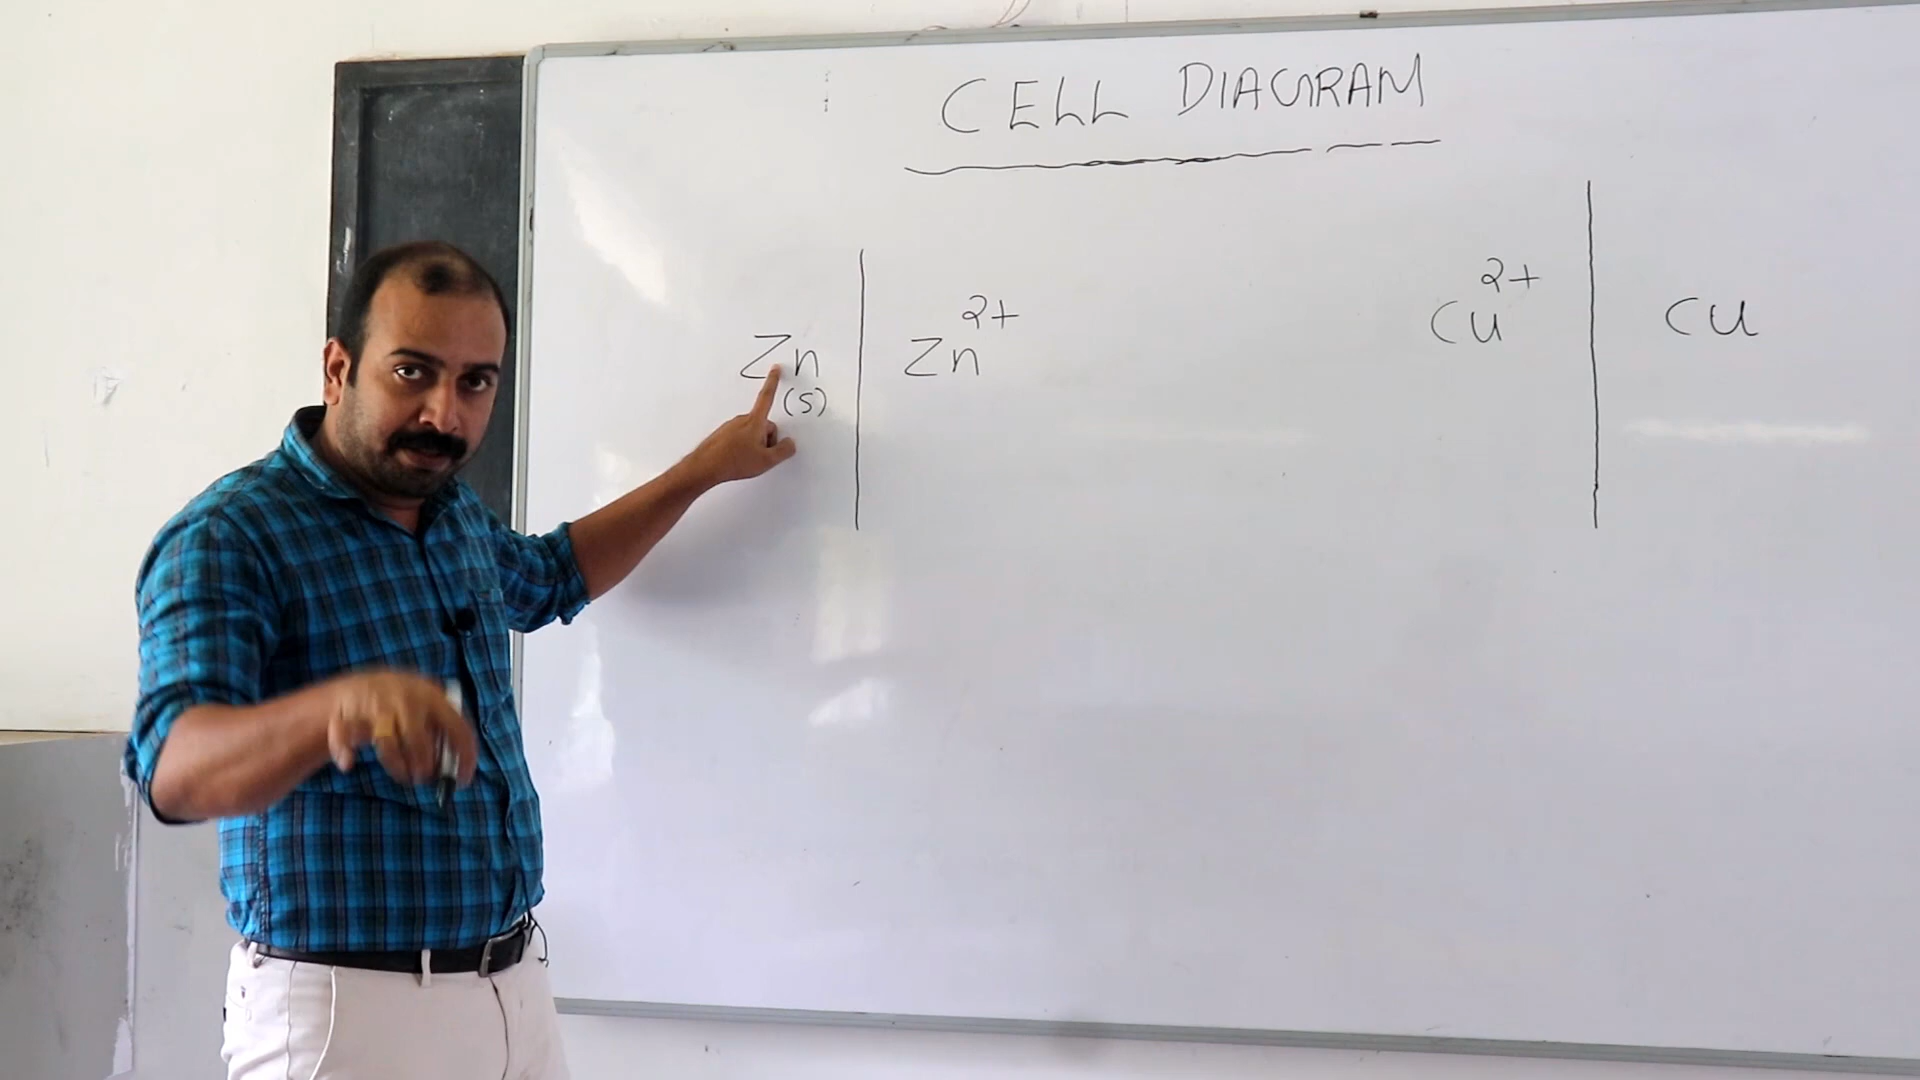 CELL DIAGRAM
Zn(s) | Zn²⁺ Cu²⁺ | Cu